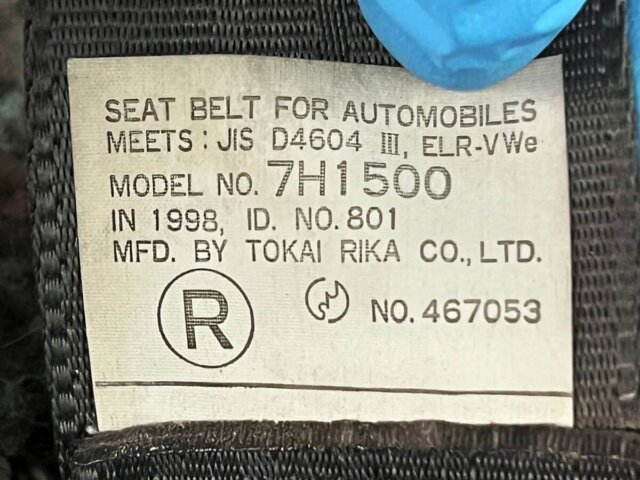 SEAT BELT FOR AUTOMOBILES
MEETS : JIS D4604 III, ELR-VWe
MODEL NO. 7H1500
IN 1998, ID. NO. 801
MFD. BY TOKAI RIKA CO., LTD.
R NO. 467053